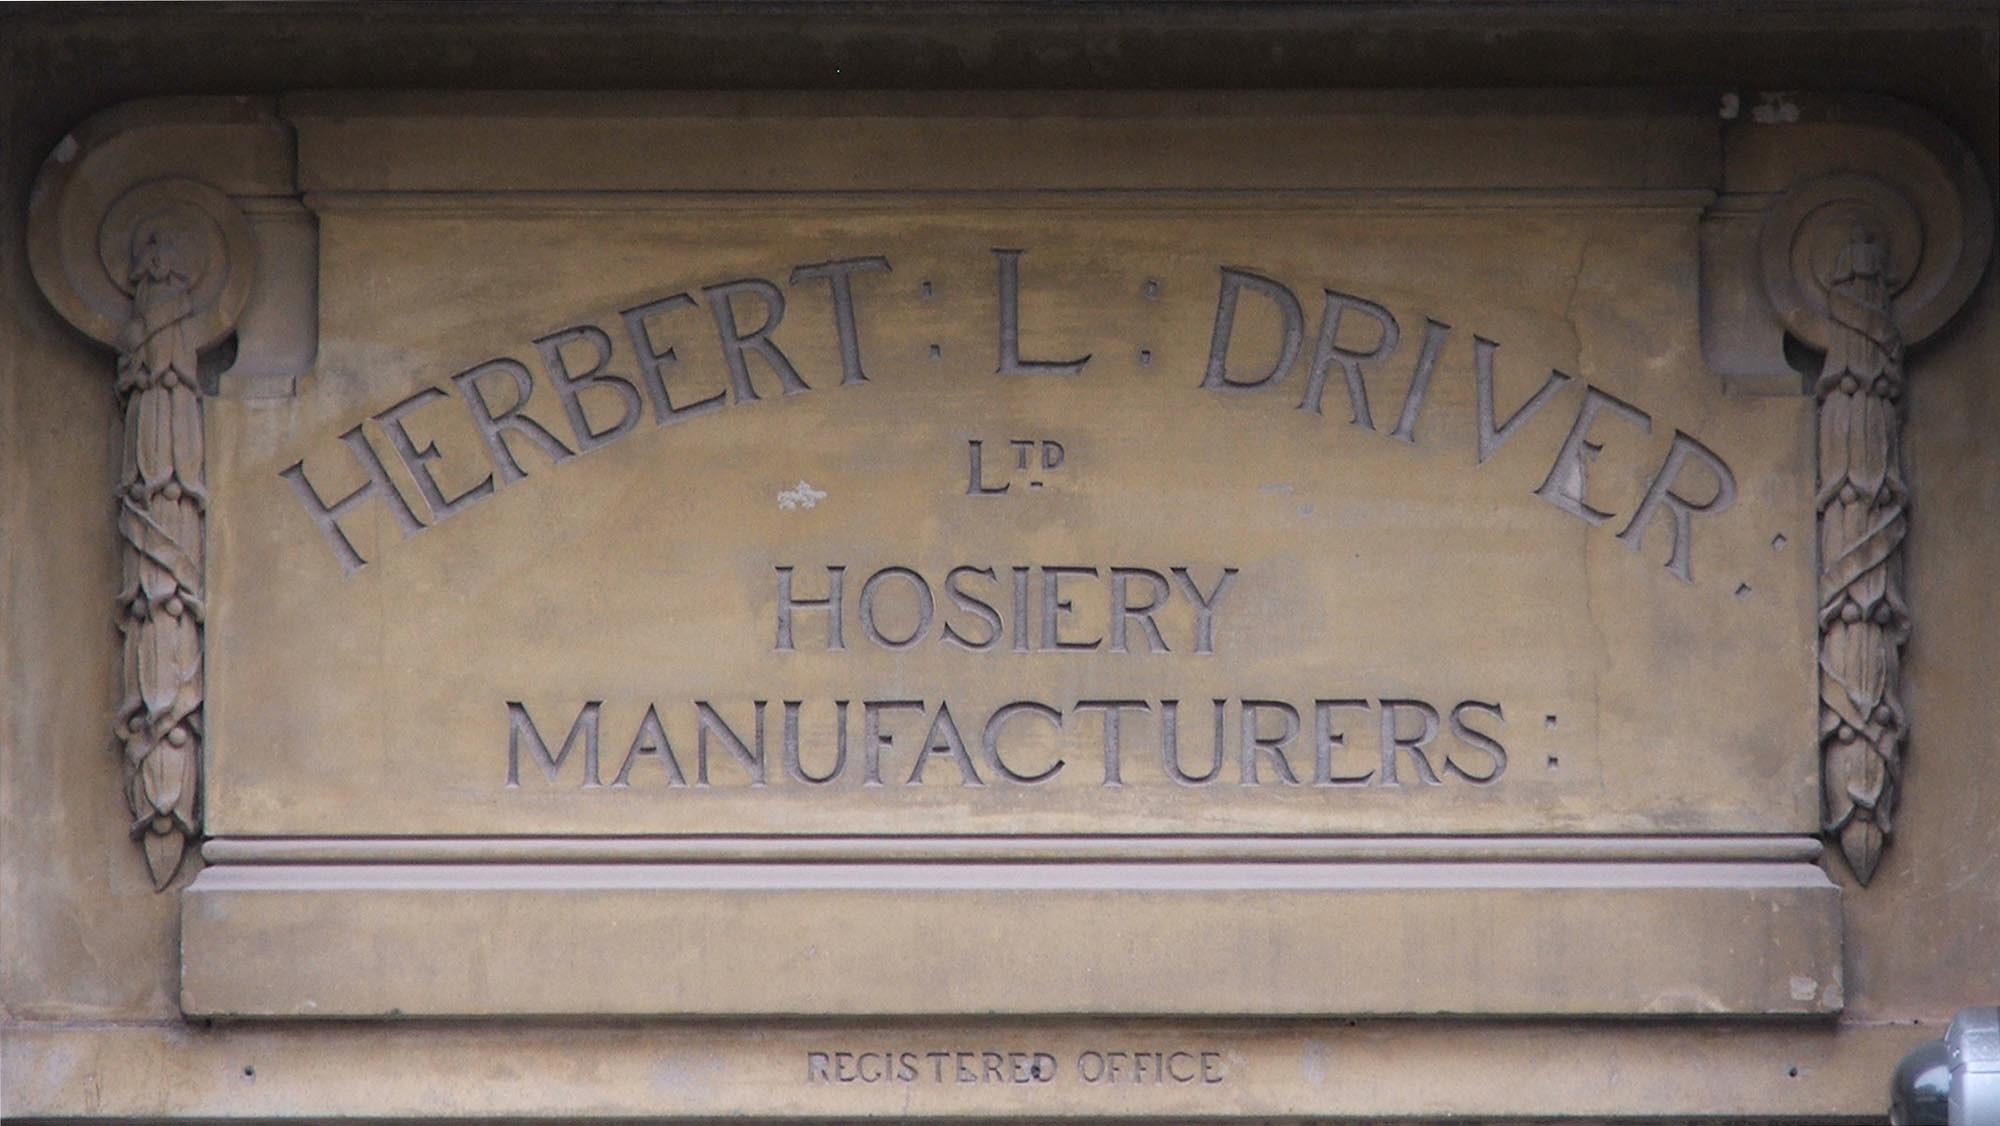 HERBERT : L : DRIVER :
LTD
HOSIERY
MANUFACTURERS :
REGISTERED OFFICE